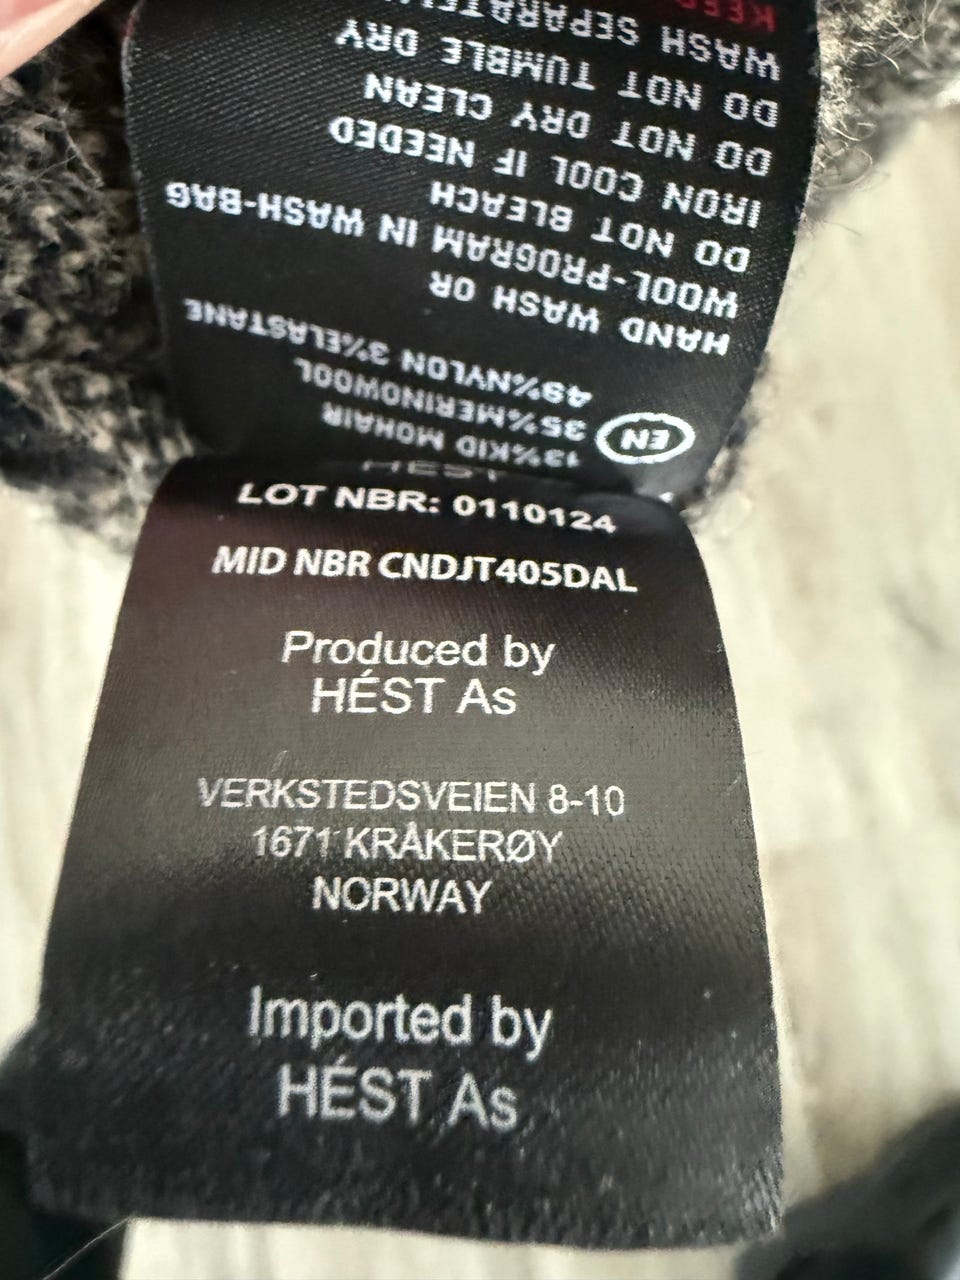 EN
13%KID MOHAIR
35%MERINOWOOL
49%NYLON 3%ELASTANE
HAND WASH OR
WOOL-PROGRAM IN WASH-BAG
DO NOT BLEACH
IRON COOL IF NEEDED
DO NOT DRY CLEAN
DO NOT TUMBLE DRY
WASH SEPARATELY
KEEP
HÉST
LOT NBR: 0110124
MID NBR CNDJT405DAL
Produced by
HÉST As
VERKSTEDSVEIEN 8-10
1671 KRÅKERØY
NORWAY
Imported by
HÉST As